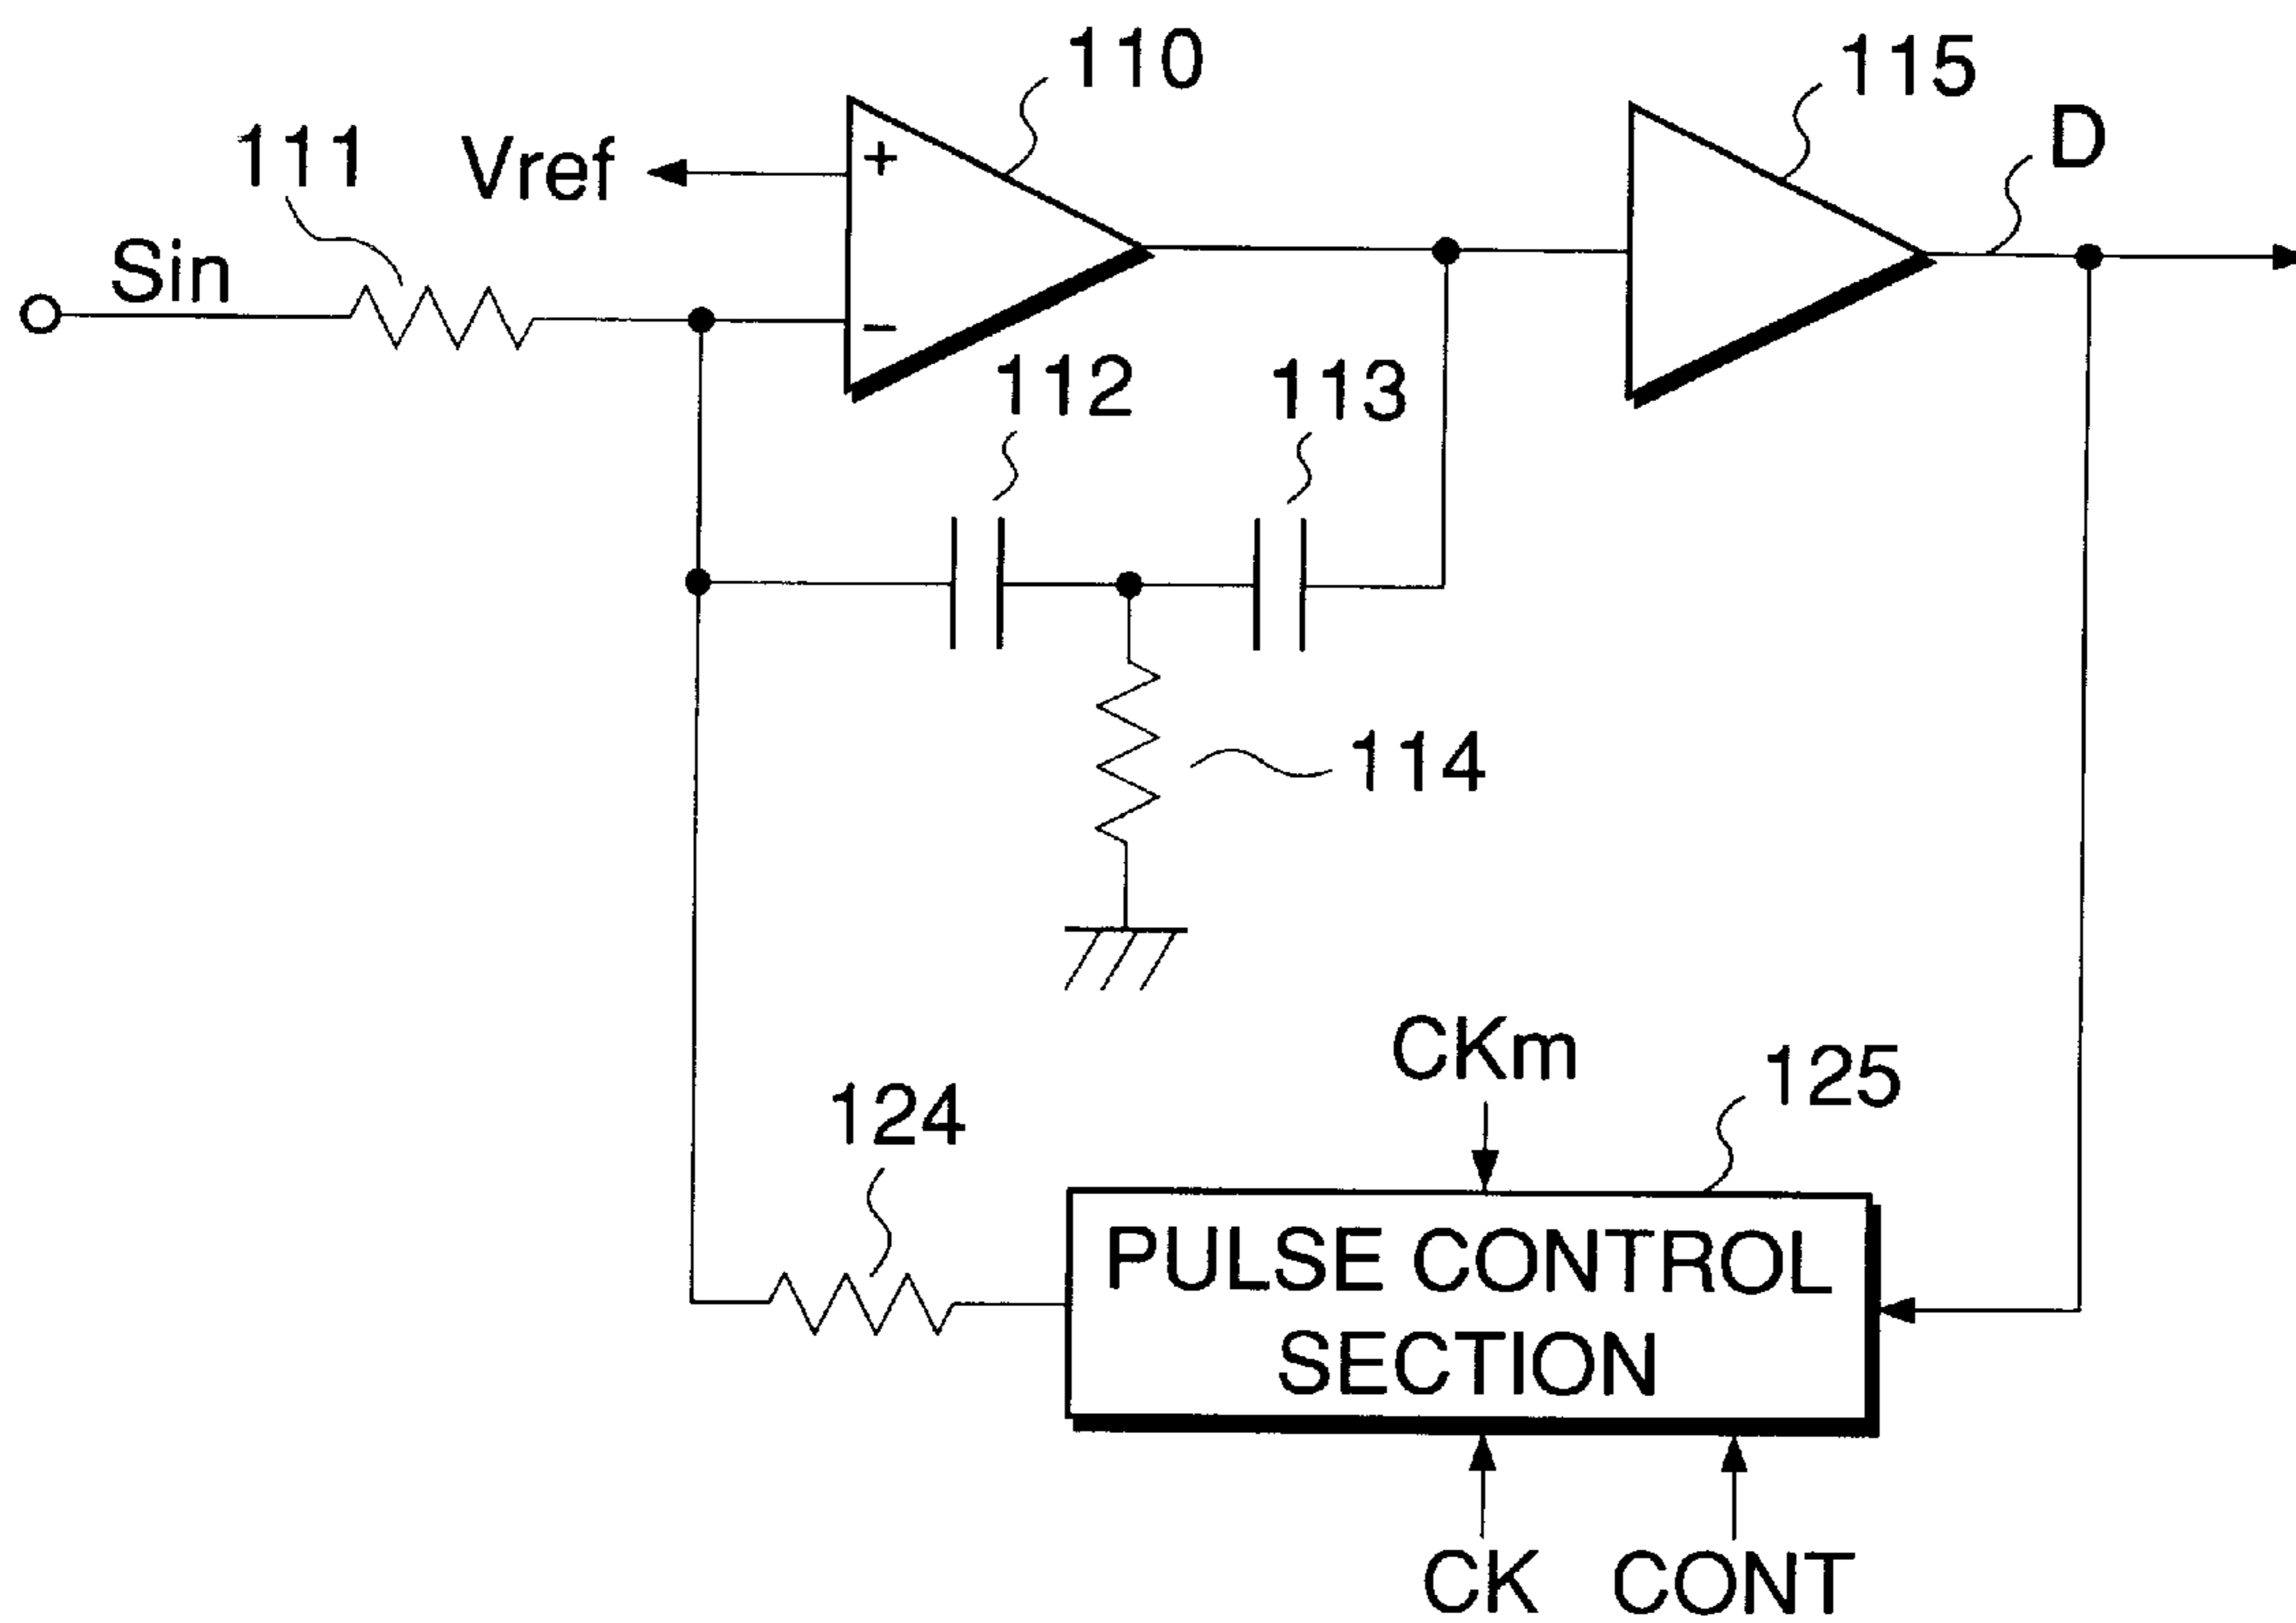 110
115
D
111
Vref
+
Sin
−
112
113
114
CKm
125
124
PULSE CONTROL
SECTION
CK
CONT